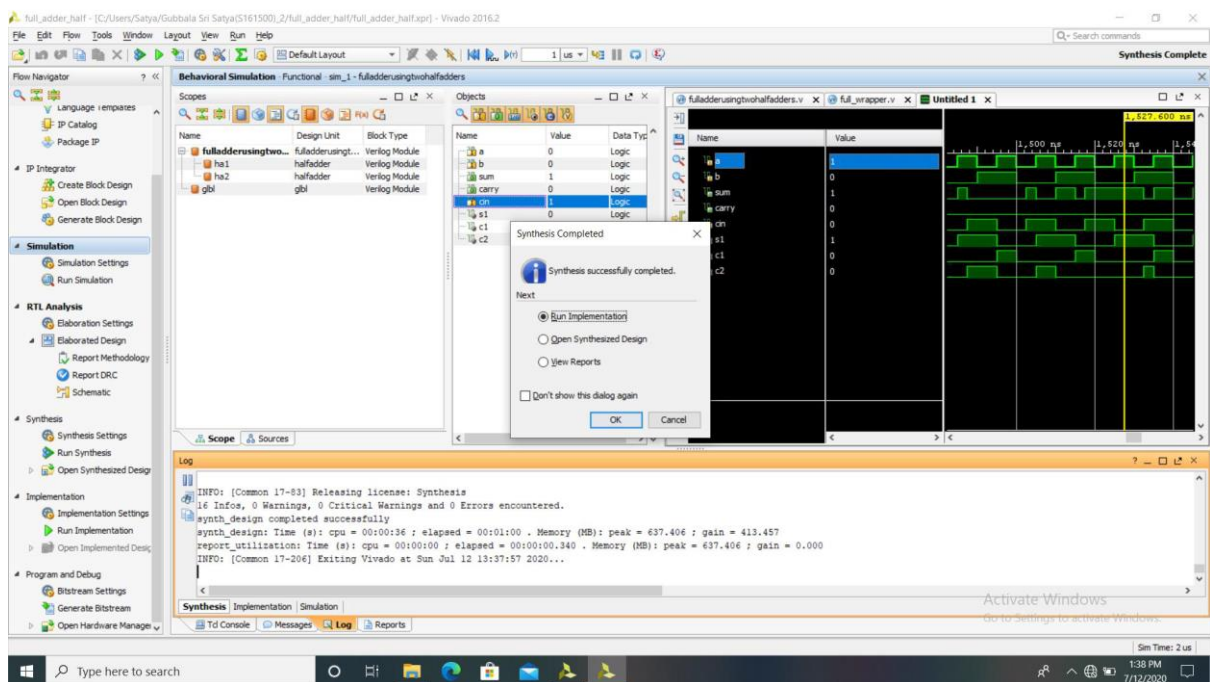 full_adder_half - [C:/Users/Satya/Gubbala Sri Satya(S161500)_2/full_adder_half/full_adder_half.xpr] - Vivado 2016.2
File Edit Flow Tools Window Layout View Run Help
Q- Search commands
Default Layout
1 us
Synthesis Complete
Flow Navigator
Language Templates
IP Catalog
Package IP
IP Integrator
Create Block Design
Open Block Design
Generate Block Design
Simulation
Simulation Settings
Run Simulation
RTL Analysis
Elaboration Settings
Elaborated Design
Report Methodology
Report DRC
Schematic
Synthesis
Synthesis Settings
Run Synthesis
Open Synthesized Desig
Implementation
Implementation Settings
Run Implementation
Open Implemented Desig
Program and Debug
Bitstream Settings
Generate Bitstream
Open Hardware Manager
Behavioral Simulation - Functional - sim_1 - fulladderusingtwohalfadders
Scopes
Name Design Unit Block Type
fulladderusingtwo... fulladderusingt... Verilog Module
ha1 halfadder Verilog Module
ha2 halfadder Verilog Module
glbl glbl Verilog Module
Scope Sources
Objects
Name Value Data Typ
a 0 Logic
b 0 Logic
sum 1 Logic
carry 0 Logic
cin 1 Logic
s1 0 Logic
c1
c2
fulladderusingtwohalfadders.v full_wrapper.v Untitled 1
1,527.600 ns
Name Value
1,500 ns 1,520 ns 1,54
a 1
b 0
sum 1
carry 0
cin 0
s1 1
c1 0
c2 0
Synthesis Completed
Synthesis successfully completed.
Next
Run Implementation
Open Synthesized Design
View Reports
Don't show this dialog again
OK Cancel
Log
INFO: [Common 17-83] Releasing license: Synthesis
16 Infos, 0 Warnings, 0 Critical Warnings and 0 Errors encountered.
synth_design completed successfully
synth_design: Time (s): cpu = 00:00:36 ; elapsed = 00:01:00 . Memory (MB): peak = 637.406 ; gain = 413.457
report_utilization: Time (s): cpu = 00:00:00 ; elapsed = 00:00:00.340 . Memory (MB): peak = 637.406 ; gain = 0.000
INFO: [Common 17-206] Exiting Vivado at Sun Jul 12 13:37:57 2020...
Synthesis Implementation Simulation
Tcl Console Messages Log Reports
Activate Windows
Go to Settings to activate Windows.
Sim Time: 2 us
Type here to search
1:38 PM
7/12/2020